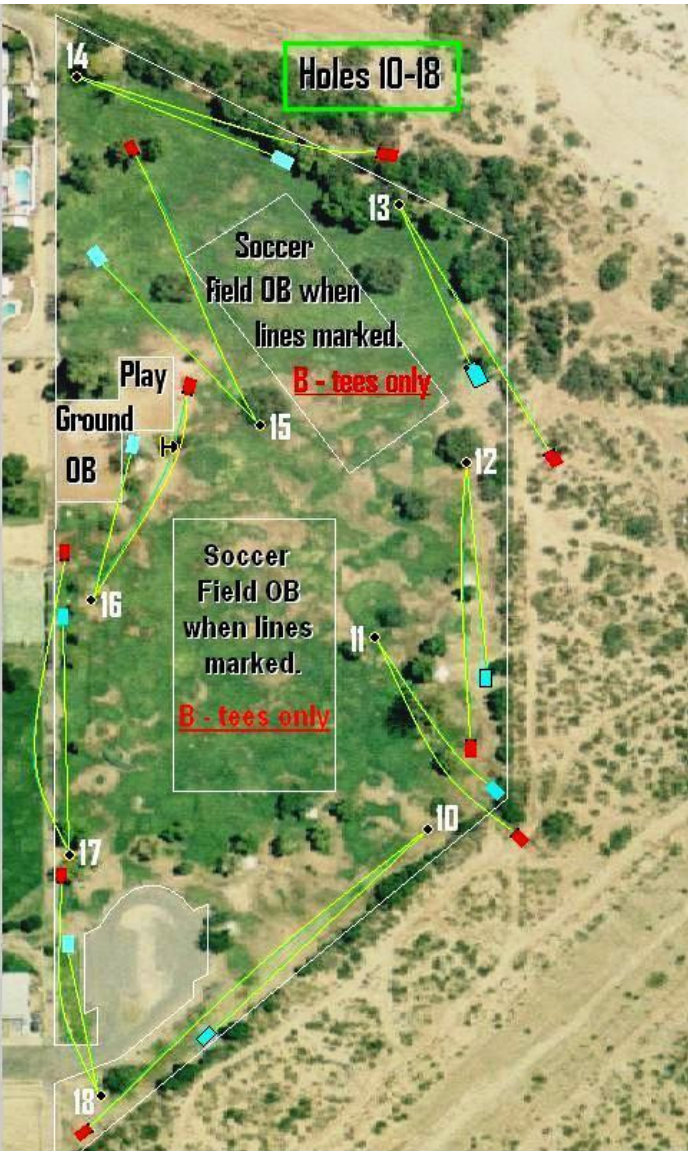 Holes 10-18
14
13
Soccer
Field OB when
lines marked.
B - tees only
Play
Ground
OB
15
12
16
Soccer
Field OB
when lines
marked.
B - tees only
11
10
17
18